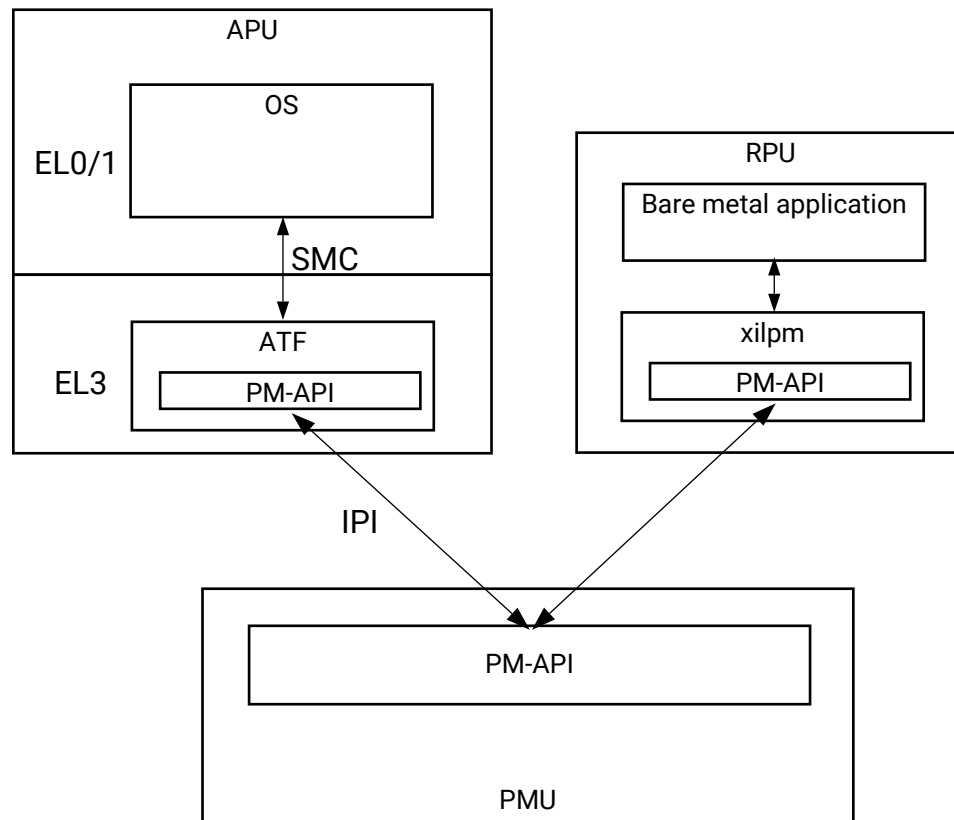 APU
OS
EL0/1
SMC
ATF
EL3
PM-API
RPU
Bare metal application
xilpm
PM-API
IPI
PM-API
PMU